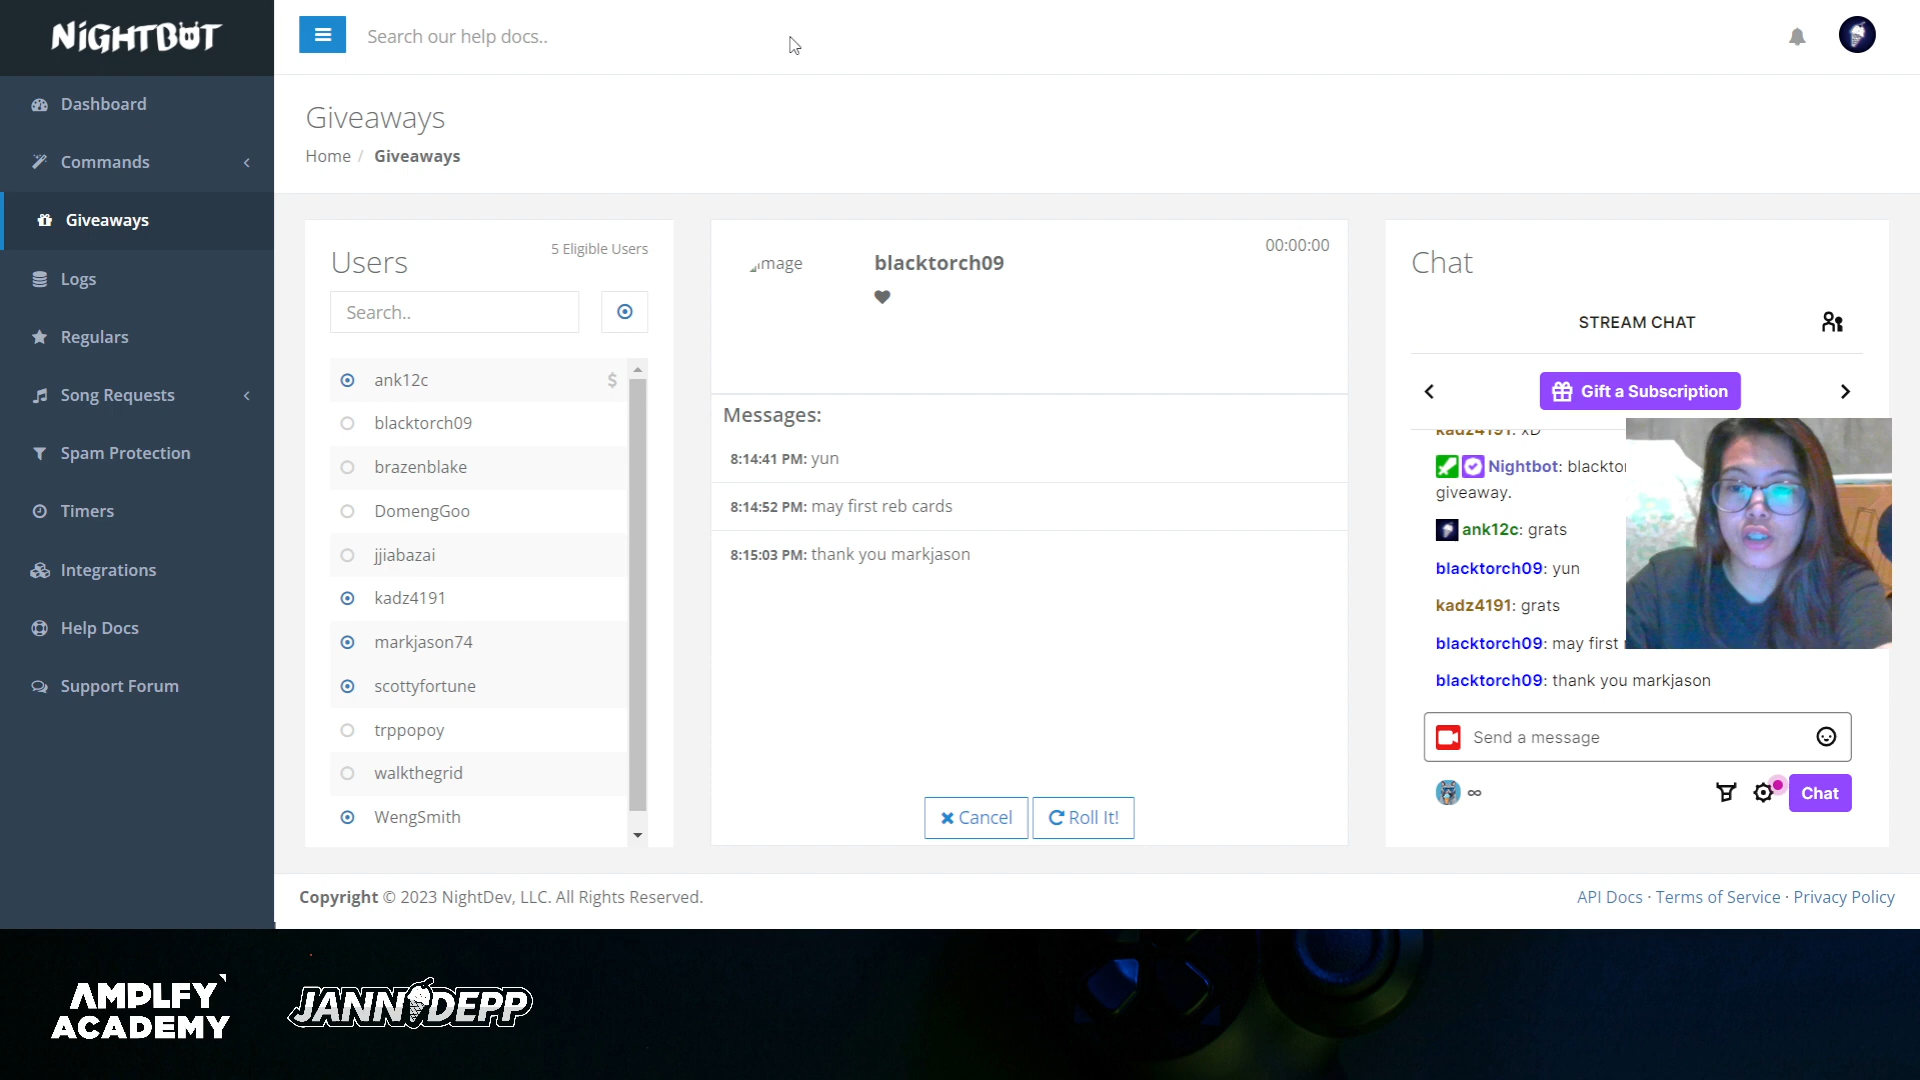 NiGHTBOT
Search our help docs..
Dashboard
Commands
Giveaways
Logs
Regulars
Song Requests
Spam Protection
Timers
Integrations
Help Docs
Support Forum
Giveaways
Home / Giveaways
Users
5 Eligible Users
Search..
ank12c $
blacktorch09
brazenblake
DomengGoo
jjiabazai
kadz4191
markjason74
scottyfortune
trppopoy
walkthegrid
WengSmith
mage
blacktorch09
00:00:00
Messages:
8:14:41 PM: yun
8:14:52 PM: may first reb cards
8:15:03 PM: thank you markjason
Cancel
Roll It!
Chat
STREAM CHAT
Gift a Subscription
kadz4191: xD
Nightbot: blackto
giveaway.
ank12c: grats
blacktorch09: yun
kadz4191: grats
blacktorch09: may first
blacktorch09: thank you markjason
Send a message
∞
Chat
Copyright © 2023 NightDev, LLC. All Rights Reserved.
API Docs · Terms of Service · Privacy Policy
AMPLFY
ACADEMY
JANNDEPP